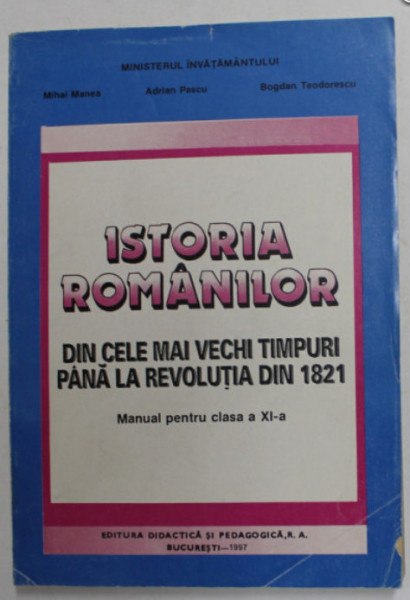 MINISTERUL ÎNVĂȚĂMÂNTULUI
Mihai Manea Adrian Pascu Bogdan Teodorescu
ISTORIA
ROMÂNILOR
DIN CELE MAI VECHI TIMPURI
PÂNĂ LA REVOLUȚIA DIN 1821
Manual pentru clasa a XI-a
EDITURA DIDACTICĂ ȘI PEDAGOGICĂ, R. A.
BUCUREȘTI—1997